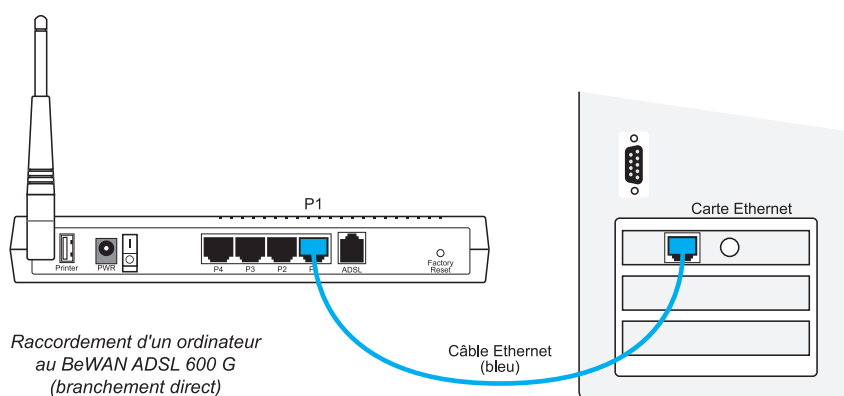 P1
Carte Ethernet
Printer
PWR
P4
P3
P2
P
ADSL
Factory
Reset
Raccordement d'un ordinateur
au BeWAN ADSL 600 G
(branchement direct)
Câble Ethernet
(bleu)